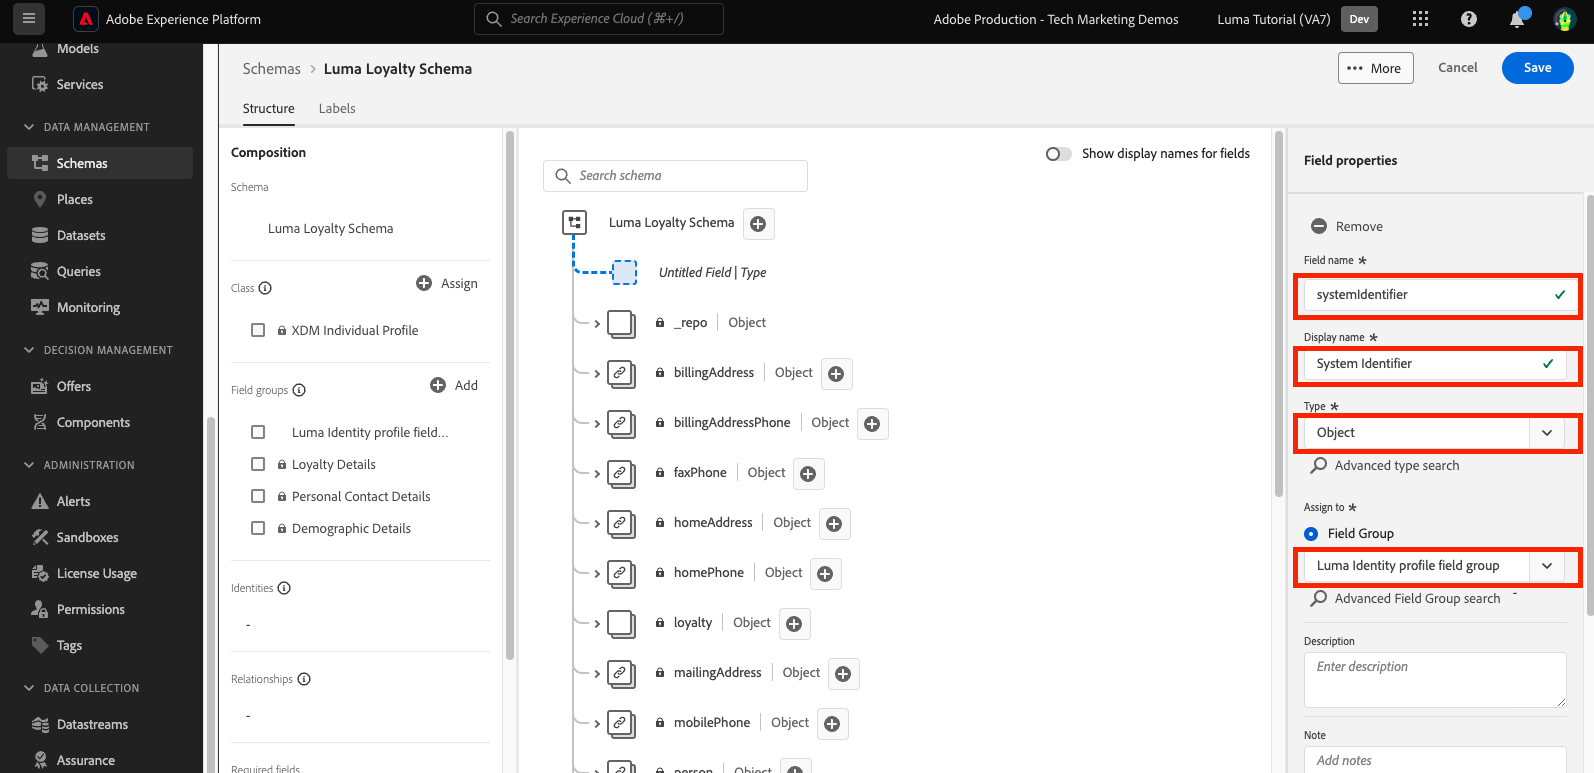 Adobe Experience Platform
Search Experience Cloud (⌘+/)
Adobe Production - Tech Marketing Demos
Luma Tutorial (VA7)
Dev
Models
Services
DATA MANAGEMENT
Schemas
Places
Datasets
Queries
Monitoring
DECISION MANAGEMENT
Offers
Components
ADMINISTRATION
Alerts
Sandboxes
License Usage
Permissions
Tags
DATA COLLECTION
Datastreams
Assurance
Schemas > Luma Loyalty Schema
••• More
Cancel
Save
Structure
Labels
Composition
Schema
Luma Loyalty Schema
Class
Assign
XDM Individual Profile
Field groups
Add
Luma Identity profile field...
Loyalty Details
Personal Contact Details
Demographic Details
Identities
-
Relationships
-
Required fields
Show display names for fields
Search schema
Luma Loyalty Schema
Untitled Field | Type
_repo | Object
billingAddress | Object
billingAddressPhone | Object
faxPhone | Object
homeAddress | Object
homePhone | Object
loyalty | Object
mailingAddress | Object
mobilePhone | Object
person | Object
Field properties
Remove
Field name *
systemIdentifier
Display name *
System Identifier
Type *
Object
Advanced type search
Assign to *
Field Group
Luma Identity profile field group
Advanced Field Group search
Description
Enter description
Note
Add notes